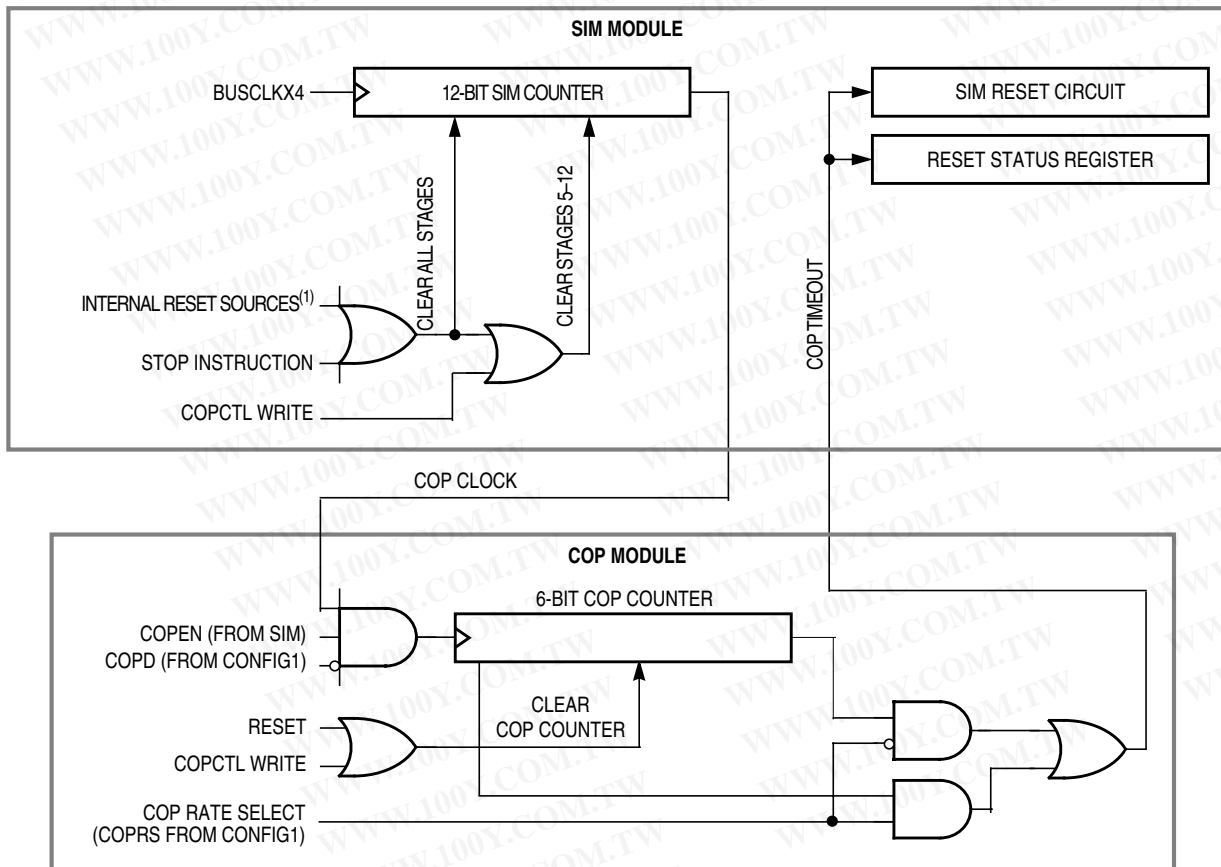 SIM MODULE
BUSCLKX4
12-BIT SIM COUNTER
SIM RESET CIRCUIT
RESET STATUS REGISTER
CLEAR ALL STAGES
CLEAR STAGES 5–12
COP TIMEOUT
INTERNAL RESET SOURCES(1)
STOP INSTRUCTION
COPCTL WRITE
COP CLOCK
COP MODULE
6-BIT COP COUNTER
COPEN (FROM SIM)
COPD (FROM CONFIG1)
CLEAR
COP COUNTER
RESET
COPCTL WRITE
COP RATE SELECT
(COPRS FROM CONFIG1)
WWW.100Y.COM.TW